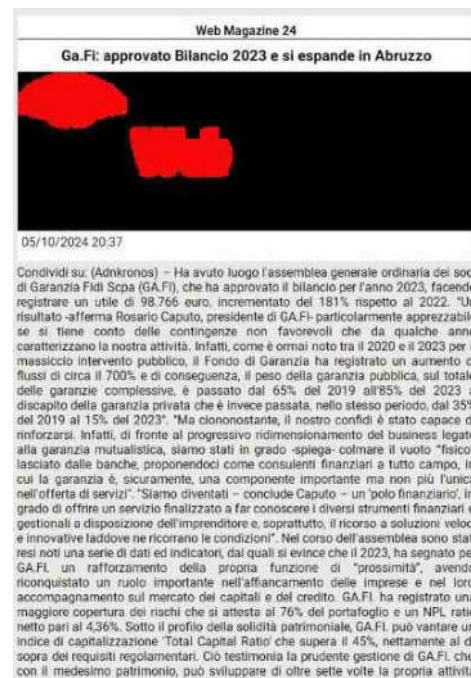 Web Magazine 24
Ga.Fi: approvato Bilancio 2023 e si espande in Abruzzo
Web
05/10/2024 20:37
Condividi su: (Adnkronos) – Ha avuto luogo l'assemblea generale ordinaria dei soc
di Garanzia Fidi Scpa (GA.FI), che ha approvato il bilancio per l'anno 2023, facendo
registrare un utile di 98.766 euro, incrementato del 181% rispetto al 2022. "U
risultato -afferma Rosario Caputo, presidente di GA.FI- particolarmente apprezzabile
se si tiene conto delle contingenze non favorevoli che da qualche anno
caratterizzano la nostra attività. Infatti, come è ormai noto tra il 2020 e il 2023 per i
massiccio intervento pubblico, il Fondo di Garanzia ha registrato un aumento d
flussi di circa il 700% e di conseguenza, il peso della garanzia pubblica, sul totale
delle garanzie complessive, è passato dal 65% del 2019 all'85% del 2023 a
discapito della garanzia privata che è invece passata, nello stesso periodo, dal 35%
del 2019 al 15% del 2023". "Ma ciononostante, il nostro confidi è stato capace d
rinforzarsi. Infatti, di fronte al progressivo ridimensionamento del business legato
alla garanzia mutualistica, siamo stati in grado -spiega- colmare il vuoto "fisico"
lasciato dalle banche, proponendoci come consulenti finanziari a tutto campo, in
cui la garanzia è, sicuramente, una componente importante ma non più l'unica
nell'offerta di servizi". "Siamo diventati – conclude Caputo – un 'polo finanziario', in
grado di offrire un servizio finalizzato a far conoscere i diversi strumenti finanziari e
gestionali a disposizione dell'imprenditore e, soprattutto, il ricorso a soluzioni veloc
e innovative laddove ne ricorrano le condizioni". Nel corso dell'assemblea sono stat
resi noti una serie di dati ed indicatori, dai quali si evince che il 2023, ha segnato pe
GA.FI. un rafforzamento della propria funzione di "prossimità", avendo
riconquistato un ruolo importante nell'affiancamento delle imprese e nel loro
accompagnamento sul mercato dei capitali e del credito. GA.FI. ha registrato una
maggiore copertura dei rischi che si attesta al 76% del portafoglio e un NPL ratio
netto pari al 4,36%. Sotto il profilo della solidità patrimoniale, GA.FI. può vantare un
indice di capitalizzazione 'Total Capital Ratio' che supera il 45%, nettamente al d
sopra dei requisiti regolamentari. Ciò testimonia la prudente gestione di GA.FI. che
con il medesimo patrimonio, può sviluppare di oltre sette volte la propria attività